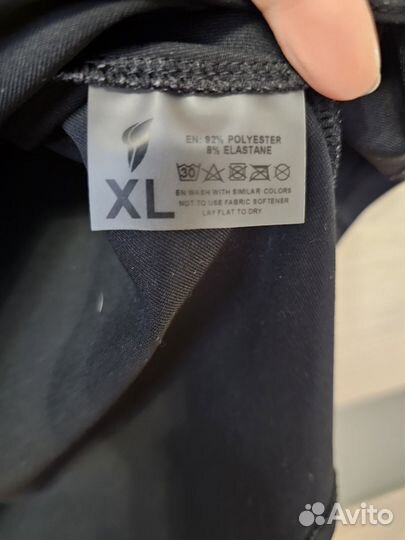 EN: 92% POLYESTER
8% ELASTANE
30
XL
EN WASH WITH SIMILAR COLORS
NOT TO USE FABRIC SOFTENER
LAY FLAT TO DRY
Avito